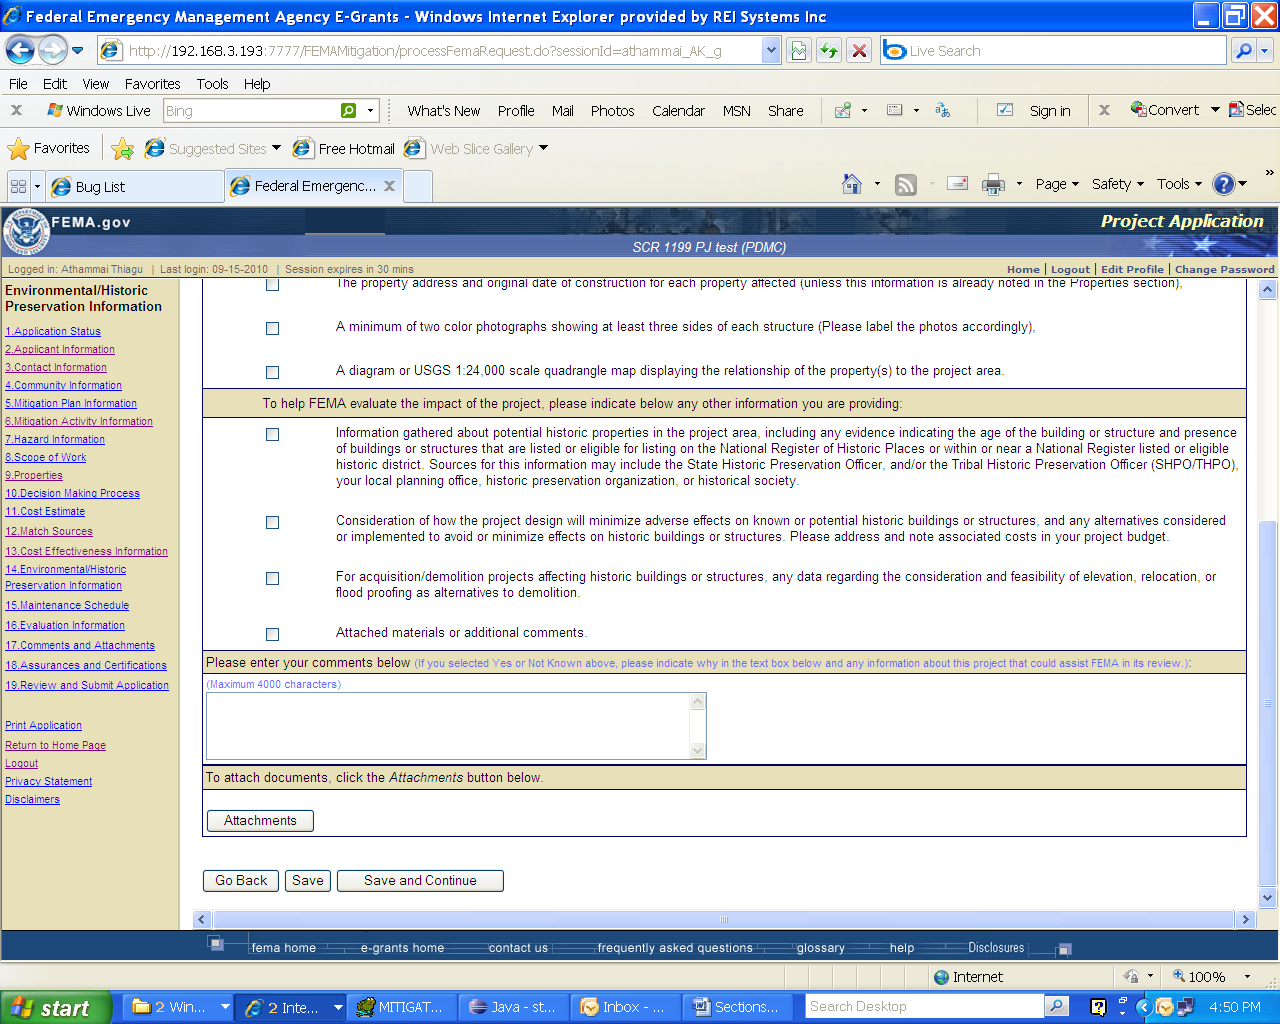 Federal Emergency Management Agency E-Grants - Windows Internet Explorer provided by REI Systems Inc
http://192.168.3.193:7777/FEMAMitigation/processFemaRequest.do?sessionId=athammai_AK_g
Live Search
File Edit View Favorites Tools Help
Windows Live Bing What's New Profile Mail Photos Calendar MSN Share Sign in Convert Selec
Favorites Suggested Sites Free Hotmail Web Slice Gallery
Bug List Federal Emergenc... Page Safety Tools
FEMA.gov
Project Application
SCR 1199 PJ test (PDMC)
Logged in: Athammai Thiagu | Last login: 09-15-2010 | Session expires in 30 mins
Home | Logout | Edit Profile | Change Password
Environmental/Historic
Preservation Information
1.Application Status
2.Applicant Information
3.Contact Information
4.Community Information
5.Mitigation Plan Information
6.Mitigation Activity Information
7.Hazard Information
8.Scope of Work
9.Properties
10.Decision Making Process
11.Cost Estimate
12.Match Sources
13.Cost Effectiveness Information
14.Environmental/Historic
Preservation Information
15.Maintenance Schedule
16.Evaluation Information
17.Comments and Attachments
18.Assurances and Certifications
19.Review and Submit Application
Print Application
Return to Home Page
Logout
Privacy Statement
Disclaimers
The property address and original date of construction for each property affected (unless this information is already noted in the Properties section),
A minimum of two color photographs showing at least three sides of each structure (Please label the photos accordingly),
A diagram or USGS 1:24,000 scale quadrangle map displaying the relationship of the property(s) to the project area.
To help FEMA evaluate the impact of the project, please indicate below any other information you are providing:
Information gathered about potential historic properties in the project area, including any evidence indicating the age of the building or structure and presence
of buildings or structures that are listed or eligible for listing on the National Register of Historic Places or within or near a National Register listed or eligible
historic district. Sources for this information may include the State Historic Preservation Officer, and/or the Tribal Historic Preservation Officer (SHPO/THPO),
your local planning office, historic preservation organization, or historical society.
Consideration of how the project design will minimize adverse effects on known or potential historic buildings or structures, and any alternatives considered
or implemented to avoid or minimize effects on historic buildings or structures. Please address and note associated costs in your project budget.
For acquisition/demolition projects affecting historic buildings or structures, any data regarding the consideration and feasibility of elevation, relocation, or
flood proofing as alternatives to demolition.
Attached materials or additional comments.
Please enter your comments below (If you selected Yes or Not Known above, please indicate why in the text box below and any information about this project that could assist FEMA in its review.):
(Maximum 4000 characters)
To attach documents, click the Attachments button below.
Attachments
Go Back Save Save and Continue
fema home e-grants home contact us frequently asked questions glossary help Disclosures
Internet 100%
start 2 Win... 2 Inte... MITIGAT... Java - st... Inbox - ... Sections... Search Desktop 4:50 PM